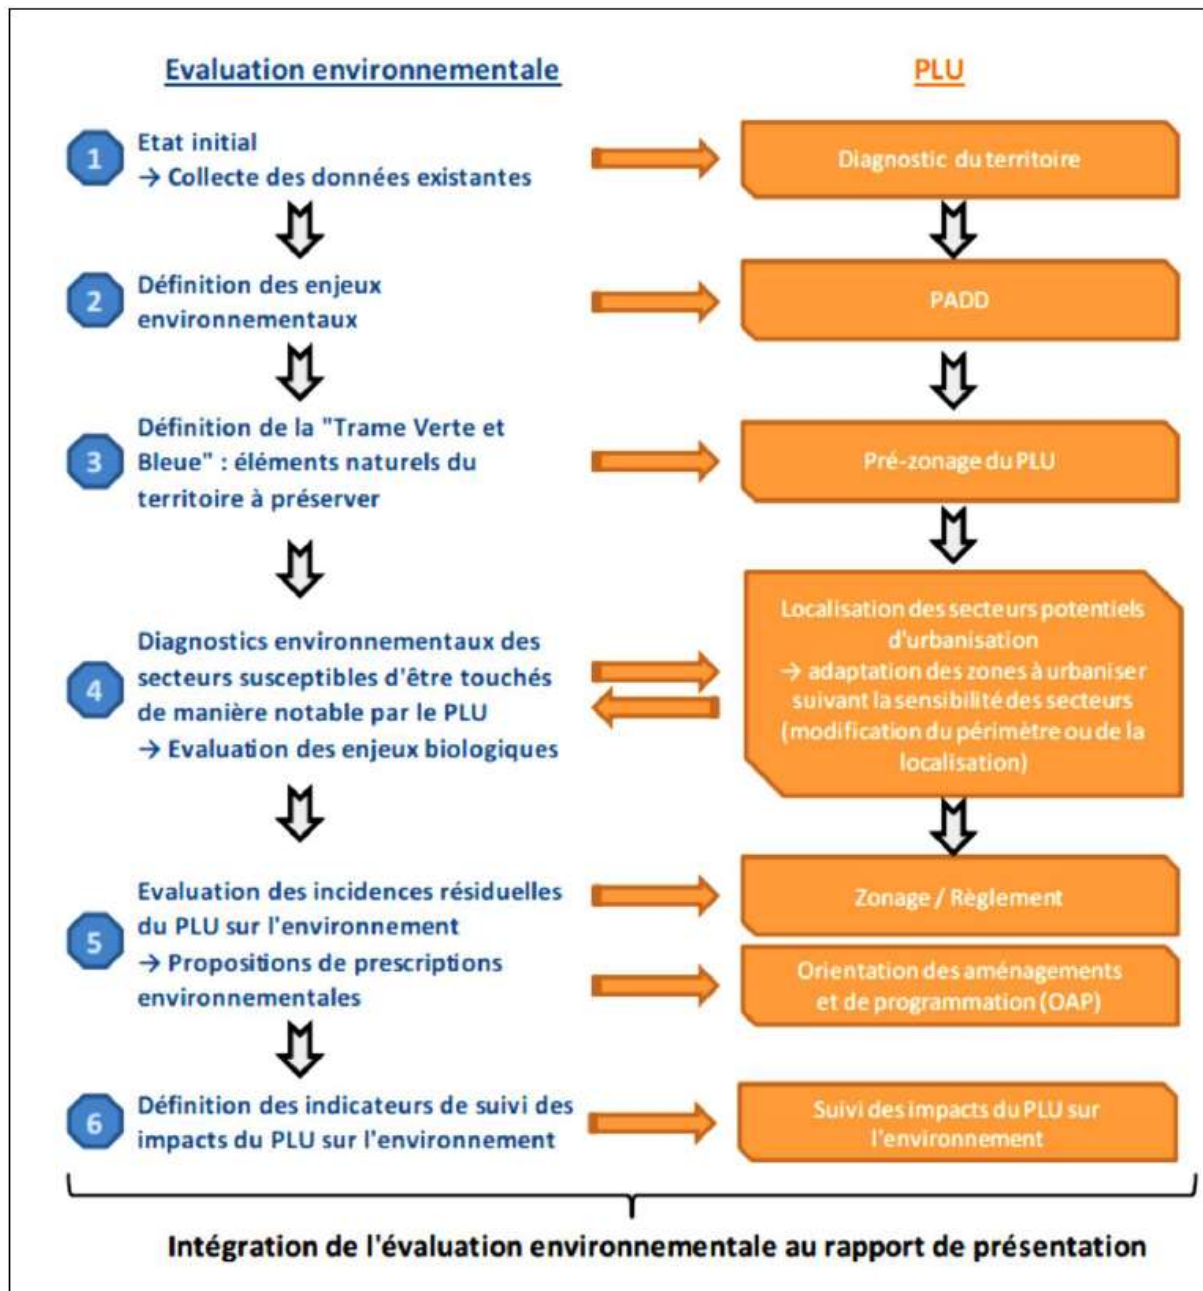 Evaluation environnementale
PLU
1
Etat initial
→ Collecte des données existantes
Diagnostic du territoire
2
Définition des enjeux
environnementaux
PADD
3
Définition de la "Trame Verte et
Bleue" : éléments naturels du
territoire à préserver
Pré-zonage du PLU
4
Diagnostics environnementaux des
secteurs susceptibles d'être touchés
de manière notable par le PLU
→ Evaluation des enjeux biologiques
Localisation des secteurs potentiels
d'urbanisation
→ adaptation des zones à urbaniser
suivant la sensibilité des secteurs
(modification du périmètre ou de la
localisation)
5
Evaluation des incidences résiduelles
du PLU sur l'environnement
→ Propositions de prescriptions
environnementales
Zonage / Règlement
Orientation des aménagements
et de programmation (OAP)
6
Définition des indicateurs de suivi des
impacts du PLU sur l'environnement
Suivi des impacts du PLU sur
l'environnement
Intégration de l'évaluation environnementale au rapport de présentation